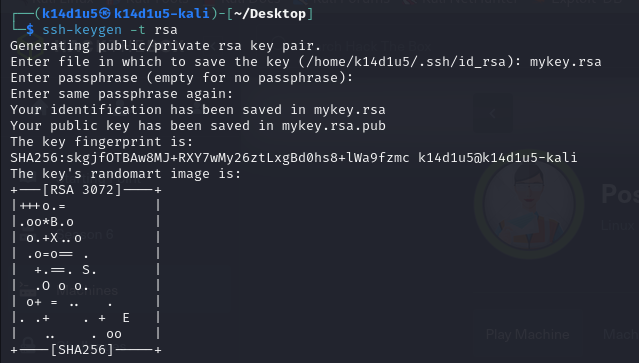 ┌──(k14d1u5㉿k14d1u5-kali)-[~/Desktop]
└─$ ssh-keygen -t rsa
Generating public/private rsa key pair.
Enter file in which to save the key (/home/k14d1u5/.ssh/id_rsa): mykey.rsa
Enter passphrase (empty for no passphrase):
Enter same passphrase again:
Your identification has been saved in mykey.rsa
Your public key has been saved in mykey.rsa.pub
The key fingerprint is:
SHA256:skgjfOTBAw8MJ+RXY7wMy26ztLxgBd0hs8+lWa9fzmc k14d1u5@k14d1u5-kali
The key's randomart image is:
+---[RSA 3072]----+
|+++o.=           |
|.oo*B.o          |
| o.+X..o         |
| .o=o== .        |
|  +.==. S.       |
|  .O o o.        |
| o+ = ..   .     |
|. .+    . +  E   |
|   ..    . oo    |
+----[SHA256]-----+
Play Machine